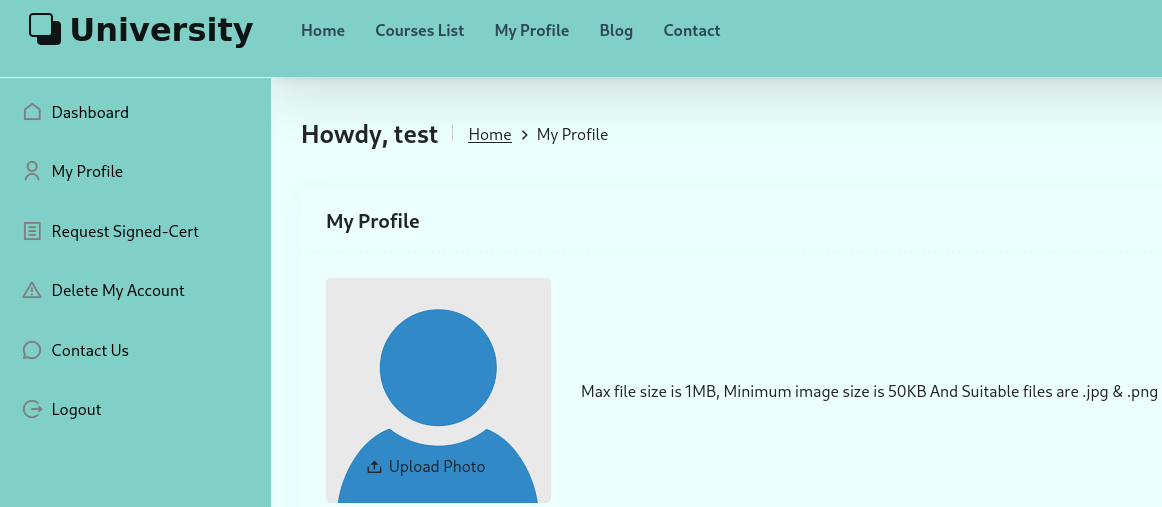 University
Home Courses List My Profile Blog Contact
Dashboard
My Profile
Request Signed-Cert
Delete My Account
Contact Us
Logout
Howdy, test
Home > My Profile
My Profile
Upload Photo
Max file size is 1MB, Minimum image size is 50KB And Suitable files are .jpg & .png